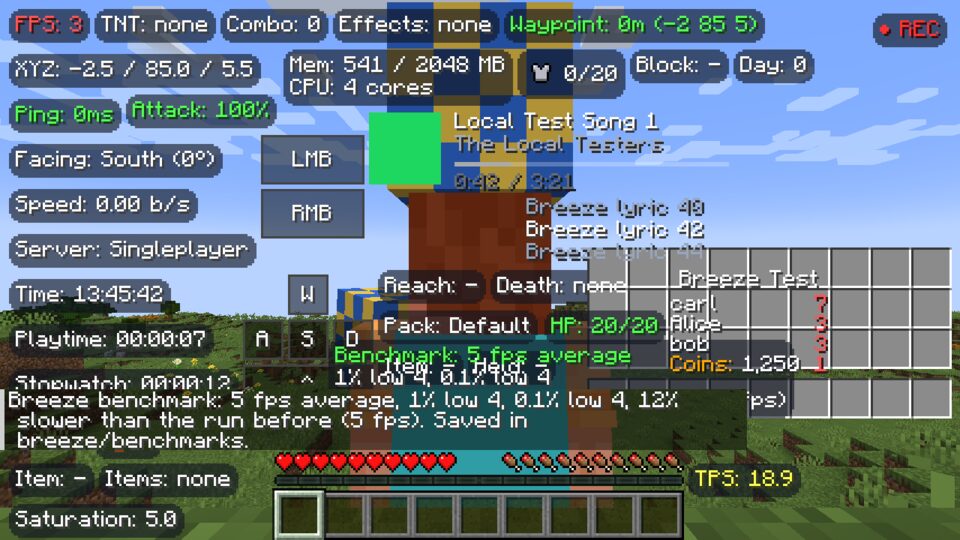 FPS: 3
TNT: none
Combo: 0
Effects: none
Waypoint: 0m (-2 85 5)
REC
XYZ: -2.5 / 85.0 / 5.5
Mem: 541 / 2048 MB
CPU: 4 cores
0/20
Block: -
Day: 0
Ping: 0ms
Attack: 100%
Local Test Song 1
The Local Testers
0:42 / 3:21
Facing: South (0°)
LMB
Speed: 0.00 b/s
RMB
Breeze lyric 40
Breeze lyric 42
Breeze lyric 44
Server: Singleplayer
Time: 13:45:42
W
Reach: -
Death: none
Breeze Test
carl 7
Alice 3
bob 3
Coins: 1,250 1
Playtime: 00:00:07
A
S
D
Pack: Default
HP: 20/20
Benchmark: 5 fps average
1% low 4, 0.1% low 4
Item: - Held: -
Stopwatch: 00:00:12
^
Breeze benchmark: 5 fps average, 1% low 4, 0.1% low 4, 12%
slower than the run before (5 fps). Saved in
breeze/benchmarks.
fps)
Item: -
Items: none
TPS: 18.9
Saturation: 5.0